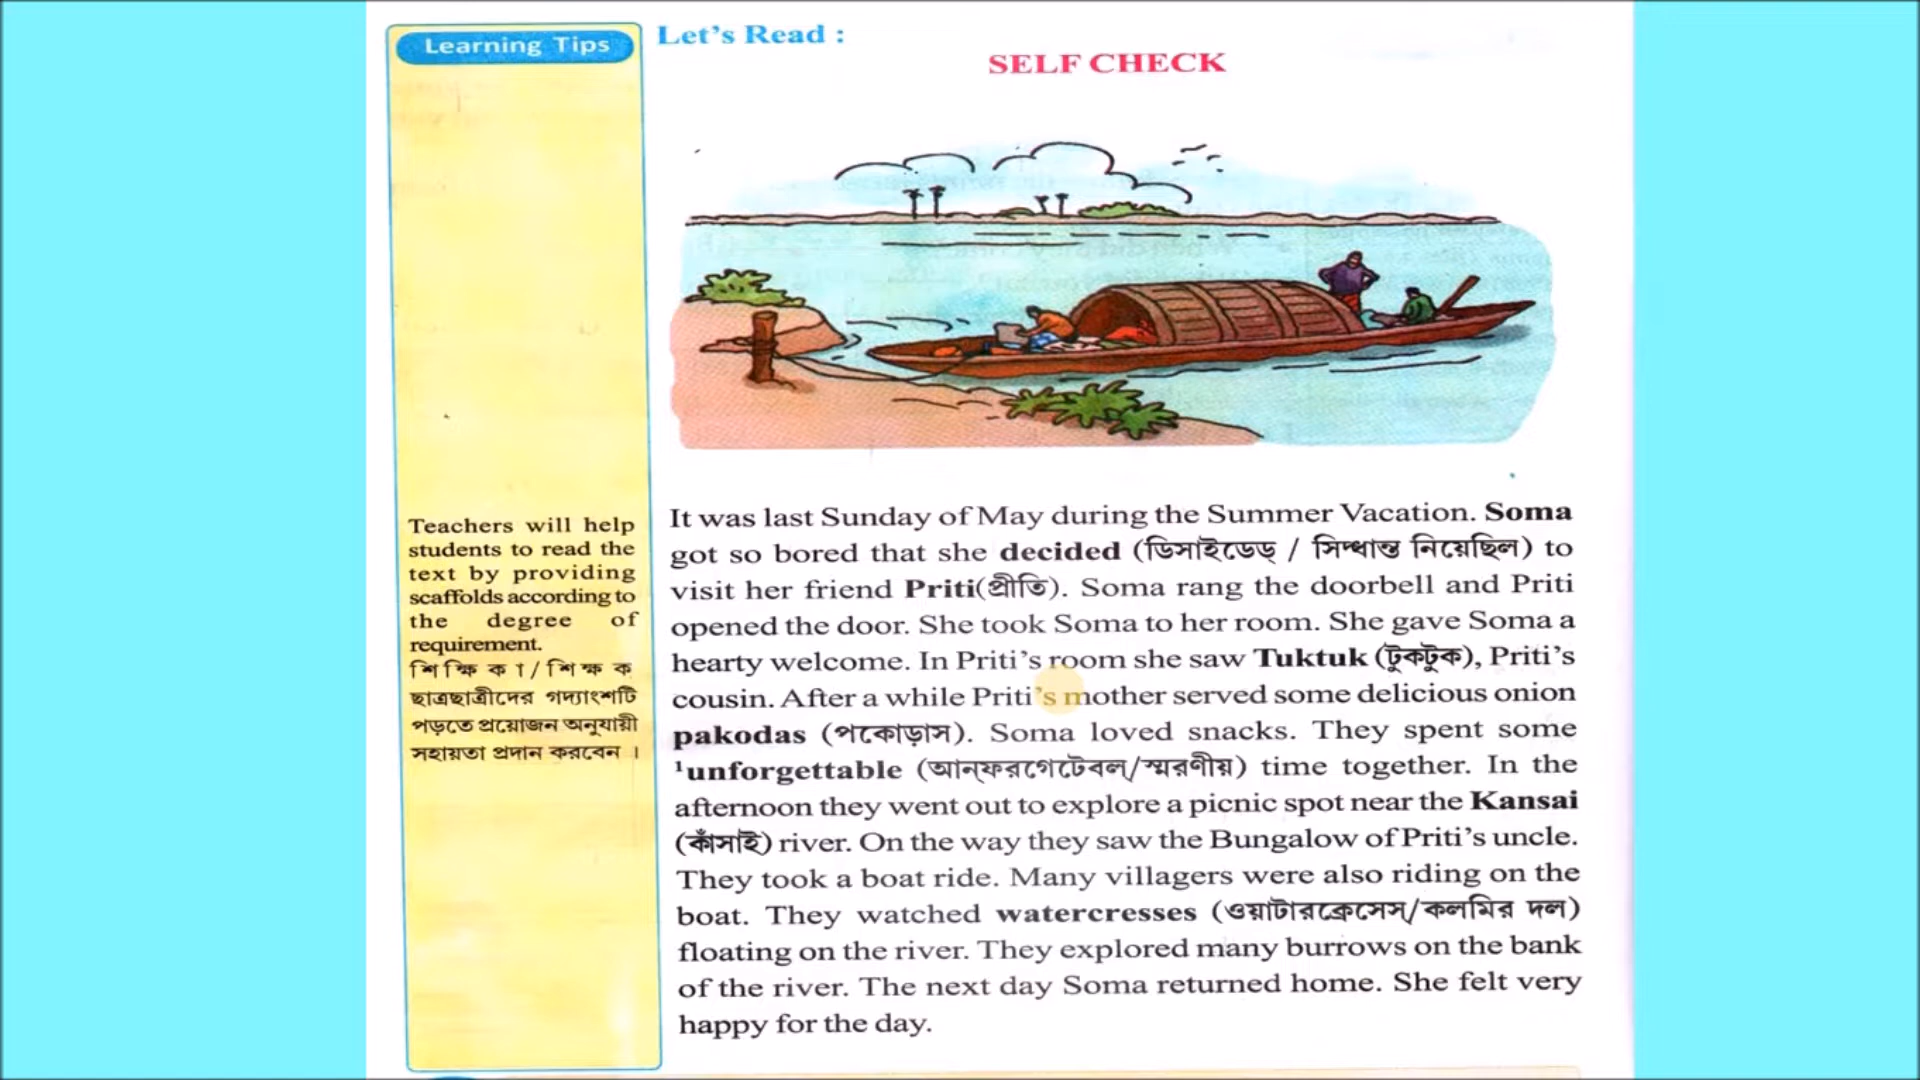 Learning Tips
Let's Read :
SELF CHECK
Teachers will help
students to read the
text by providing
scaffolds according to
the degree of
requirement.
শিক্ষিকা/শিক্ষক
ছাত্রছাত্রীদের গদ্যাংশটি
পড়তে প্রয়োজন অনুযায়ী
সহায়তা প্রদান করবেন ।
It was last Sunday of May during the Summer Vacation. Soma
got so bored that she decided (ডিসাইডেড্ / সিদ্ধান্ত নিয়েছিল) to
visit her friend Priti(প্রীতি). Soma rang the doorbell and Priti
opened the door. She took Soma to her room. She gave Soma a
hearty welcome. In Priti's room she saw Tuktuk (টুকটুক), Priti's
cousin. After a while Priti's mother served some delicious onion
pakodas (পকোড়াস). Soma loved snacks. They spent some
¹unforgettable (আন্‌ফরগেটেবল্/স্মরণীয়) time together. In the
afternoon they went out to explore a picnic spot near the Kansai
(কাঁসাই) river. On the way they saw the Bungalow of Priti's uncle.
They took a boat ride. Many villagers were also riding on the
boat. They watched watercresses (ওয়াটারক্রেসেস্/কলমির দল)
floating on the river. They explored many burrows on the bank
of the river. The next day Soma returned home. She felt very
happy for the day.